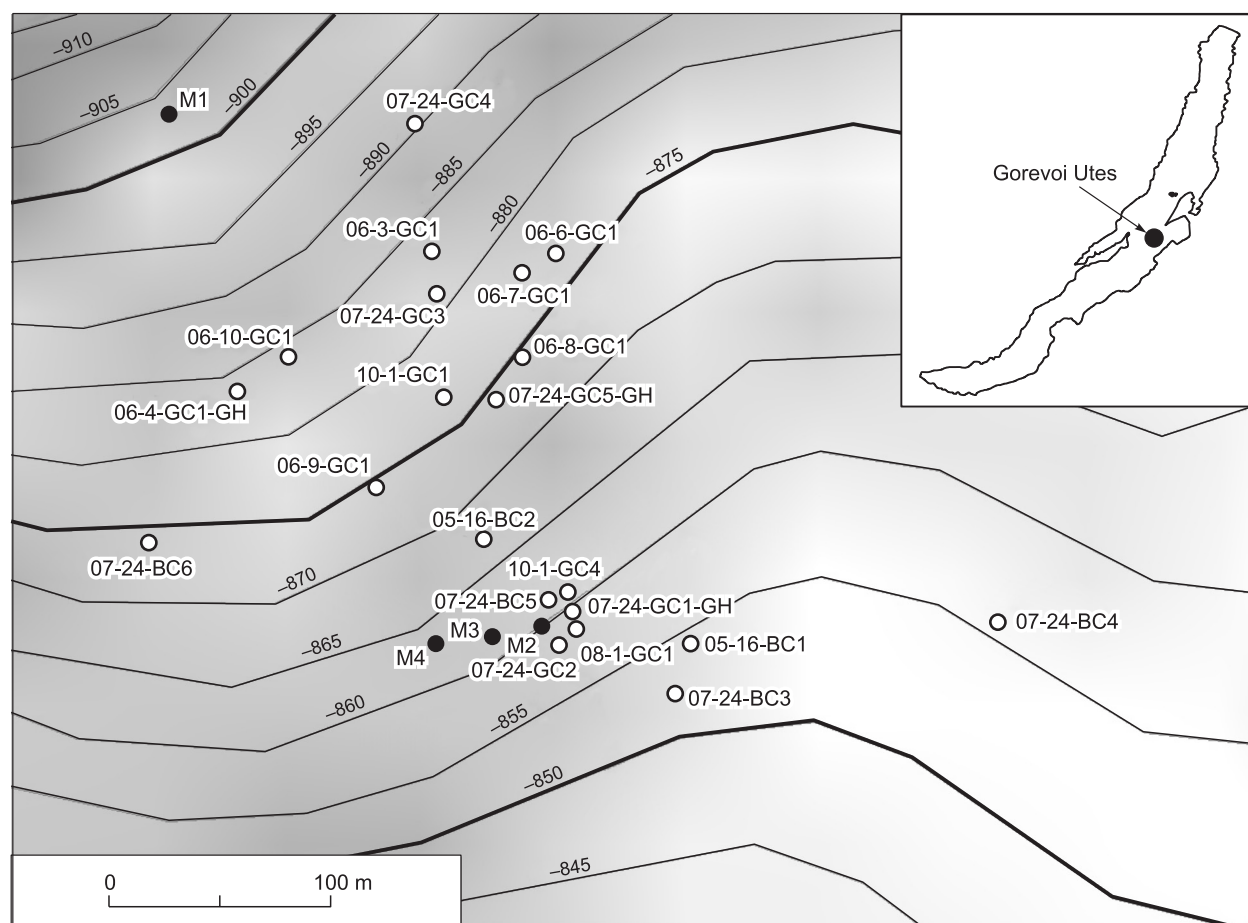 –910
–905
M1
–900
07-24-GC4
–895
–890
–885
–875
–880
Gorevoi Utes
06-3-GC1
06-6-GC1
06-7-GC1
07-24-GC3
06-10-GC1
06-8-GC1
10-1-GC1
07-24-GC5-GH
06-4-GC1-GH
06-9-GC1
05-16-BC2
07-24-BC6
–870
10-1-GC4
07-24-BC5
07-24-GC1-GH
07-24-BC4
M3
M2
–865
M4
07-24-GC2
08-1-GC1
05-16-BC1
07-24-BC3
–860
–855
–850
–845
0
100 m